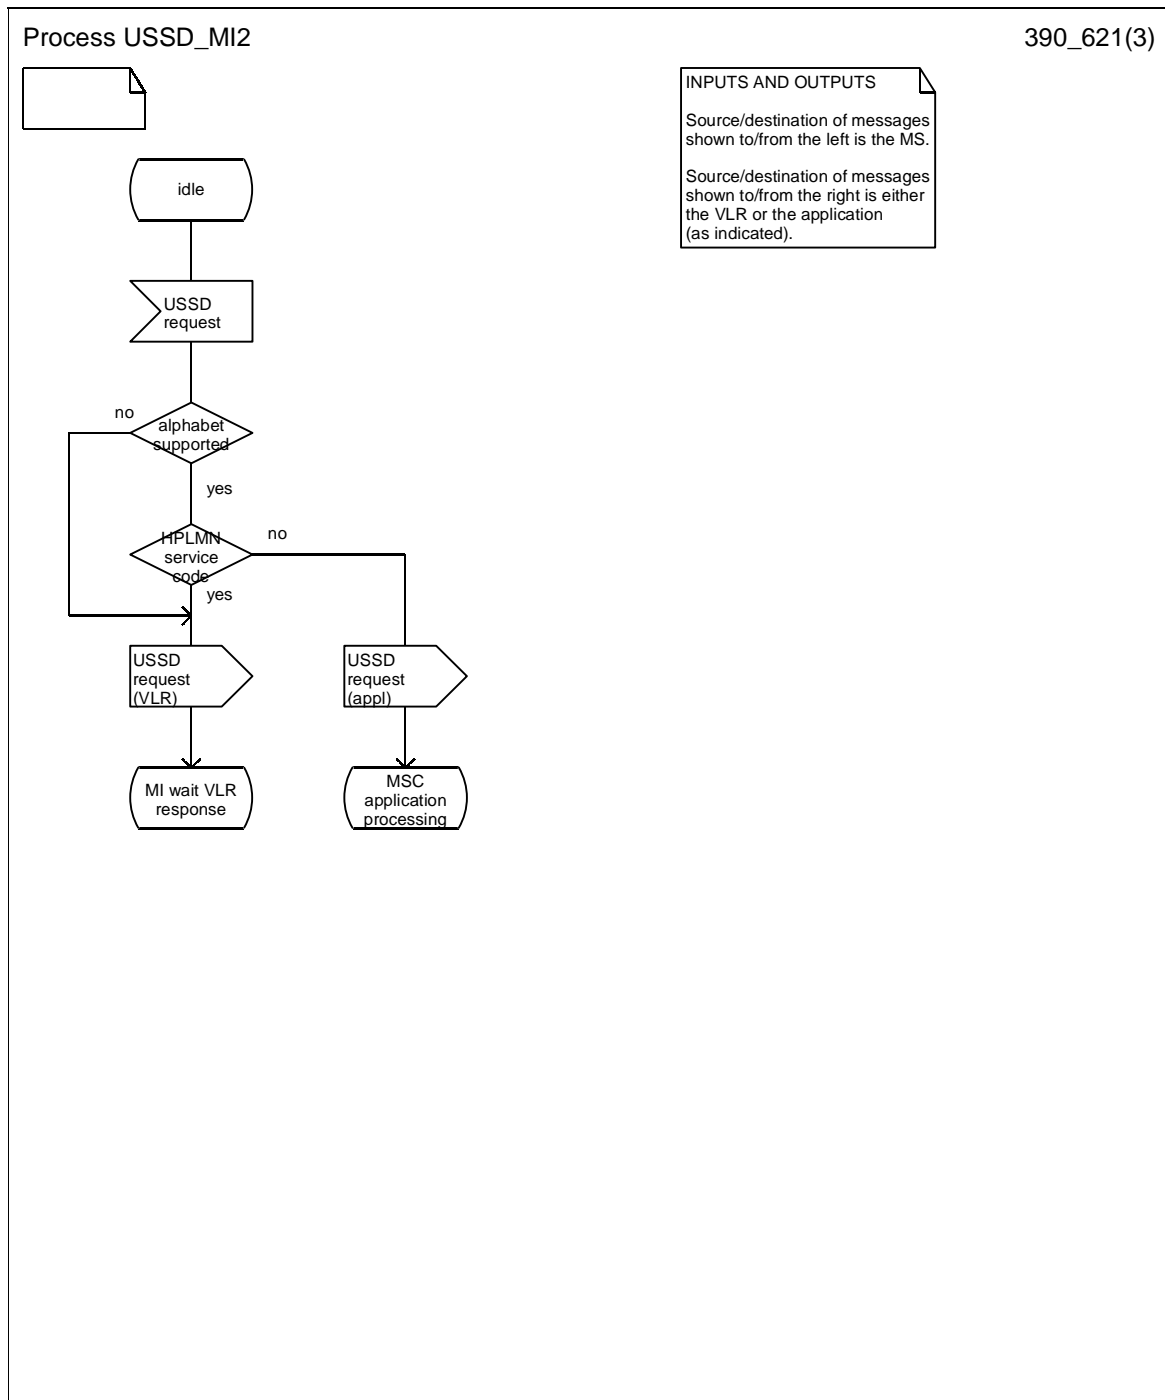 Process USSD_MI2
390_621(3)
INPUTS AND OUTPUTS
Source/destination of messages
shown to/from the left is the MS.
Source/destination of messages
shown to/from the right is either
the VLR or the application
(as indicated).
idle
USSD
request
no
alphabet
supported
yes
HPLMN
service
code
no
yes
USSD
request
(VLR)
USSD
request
(appl)
MI wait VLR
response
MSC
application
processing